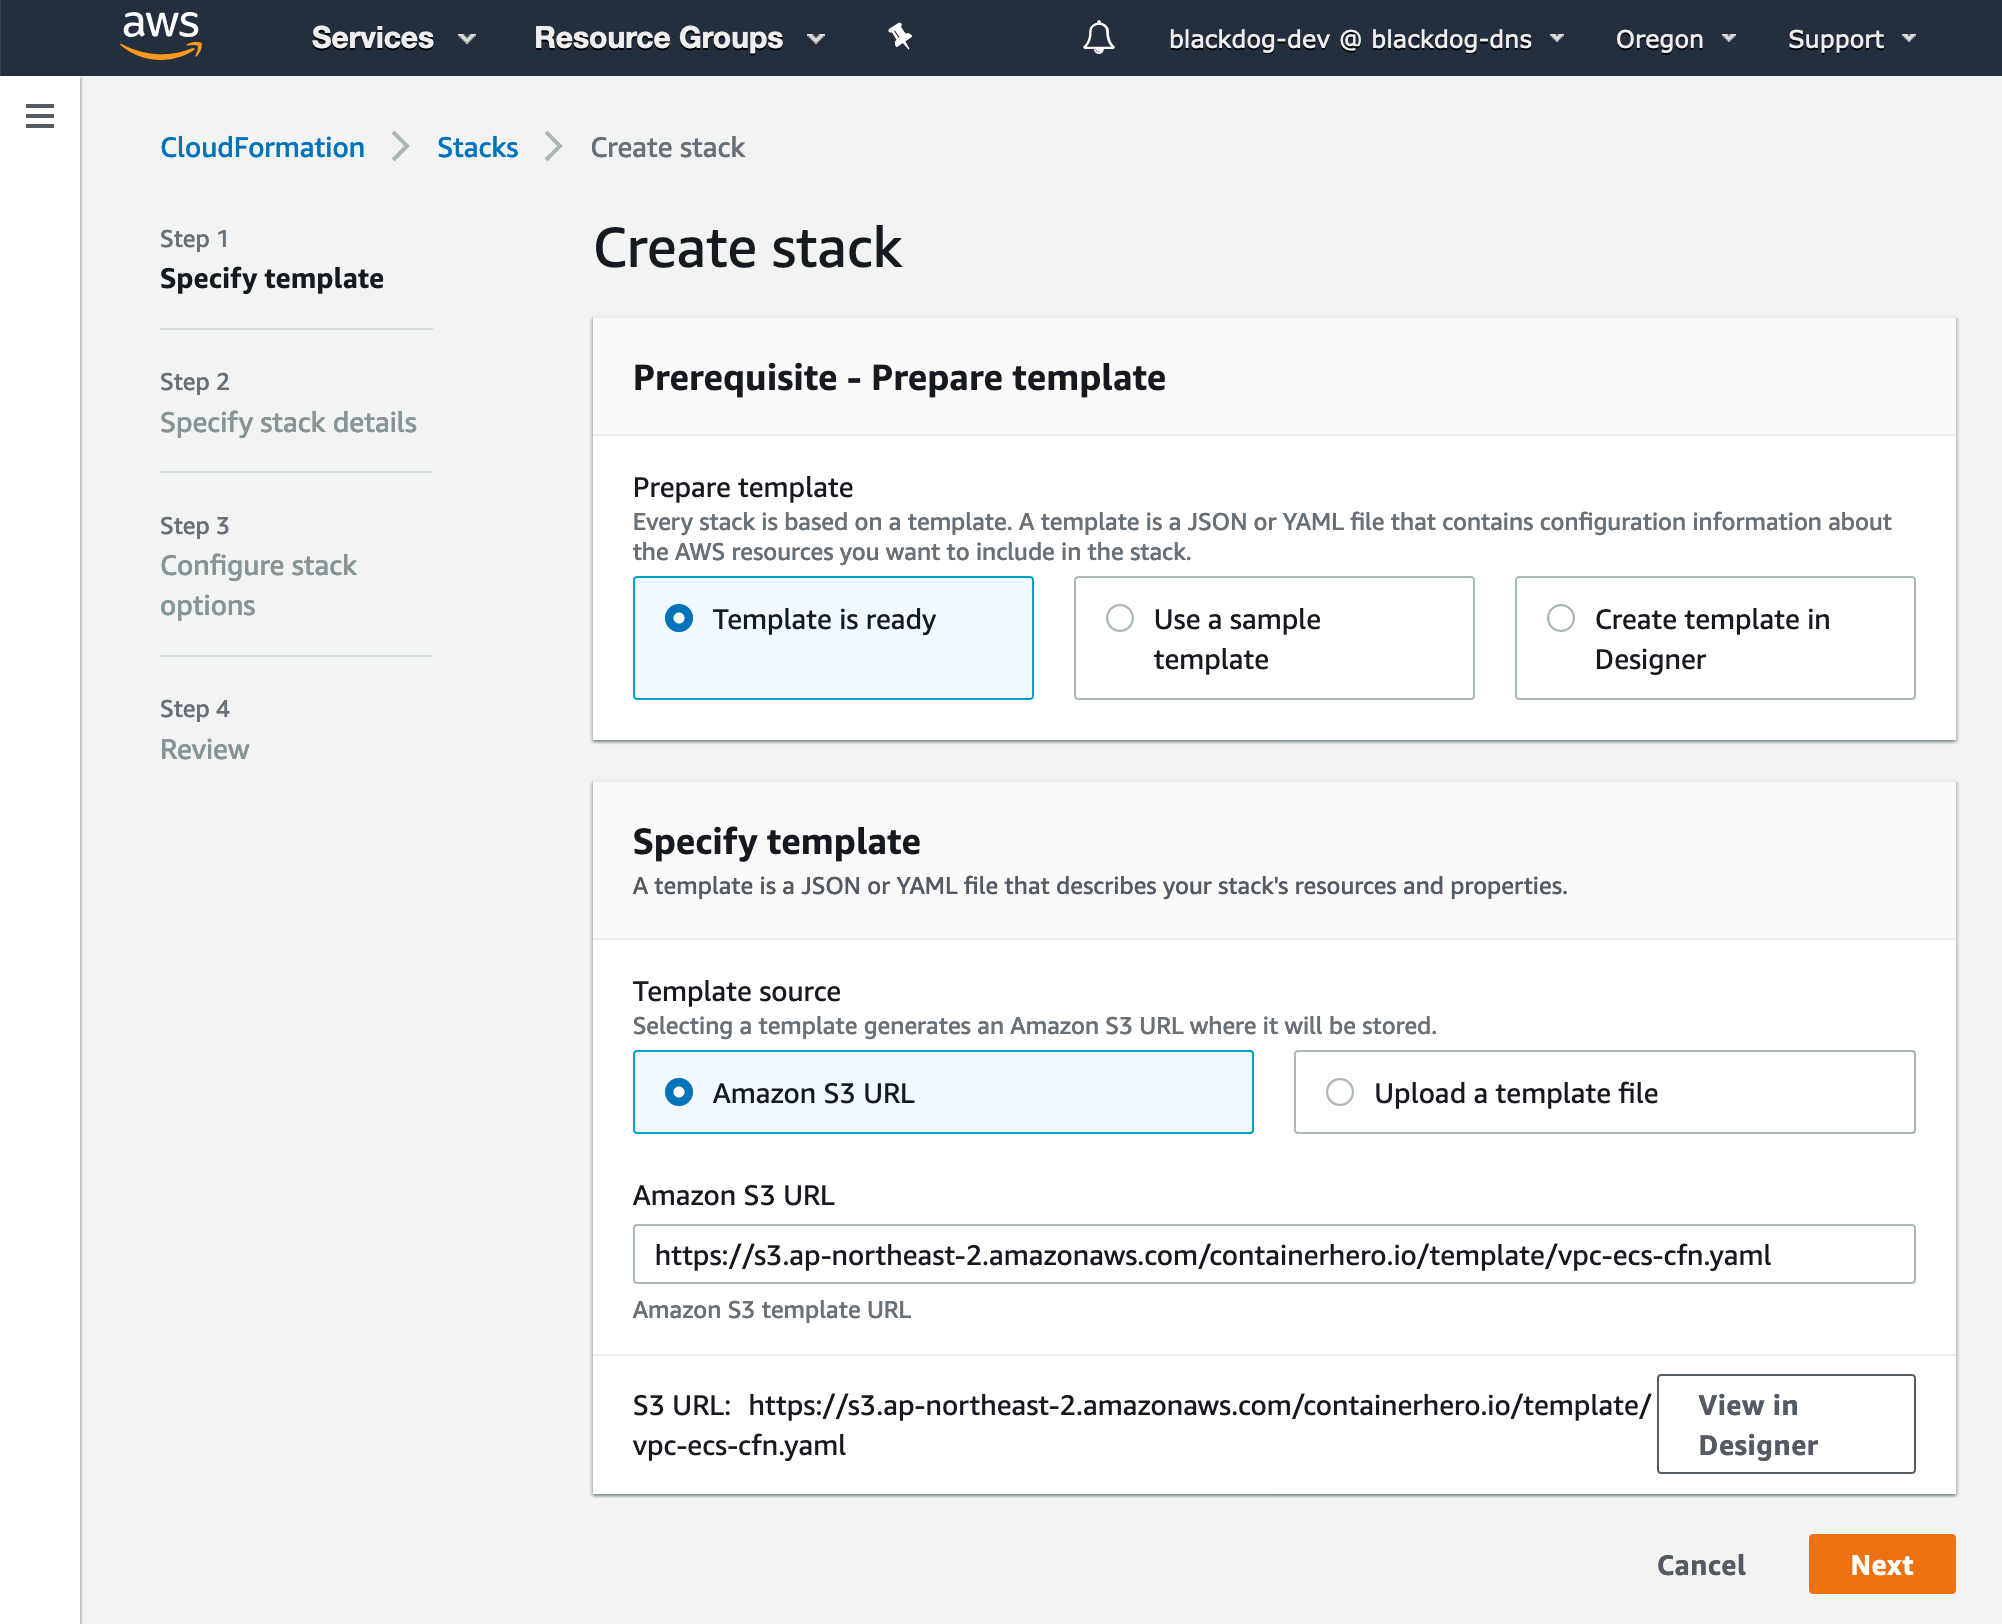 aws Services Resource Groups blackdog-dev @ blackdog-dns Oregon Support
CloudFormation Stacks Create stack
Step 1
Specify template
Step 2
Specify stack details
Step 3
Configure stack
options
Step 4
Review
Create stack
Prerequisite - Prepare template
Prepare template
Every stack is based on a template. A template is a JSON or YAML file that contains configuration information about
the AWS resources you want to include in the stack.
Template is ready
Use a sample
template
Create template in
Designer
Specify template
A template is a JSON or YAML file that describes your stack's resources and properties.
Template source
Selecting a template generates an Amazon S3 URL where it will be stored.
Amazon S3 URL
Upload a template file
Amazon S3 URL
https://s3.ap-northeast-2.amazonaws.com/containerhero.io/template/vpc-ecs-cfn.yaml
Amazon S3 template URL
S3 URL: https://s3.ap-northeast-2.amazonaws.com/containerhero.io/template/
vpc-ecs-cfn.yaml
View in
Designer
Cancel
Next